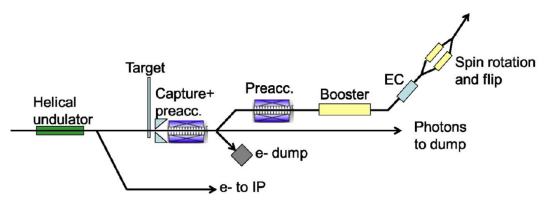 Helical
undulator
Target
Capture+
preacc.
Preacc.
Booster
EC
Spin rotation
and flip
Photons
to dump
e- dump
e- to IP